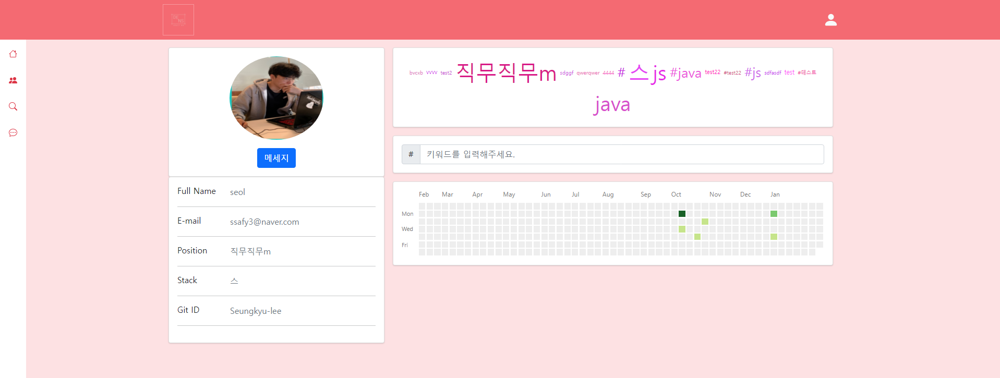 메세지
Full Name seol
E-mail ssafy3@naver.com
Position 직무직무m
Stack 스
Git ID Seungkyu-lee
bvcxb vvvv test2 직무직무m sdggf qwerqwer 4444 # 스 js #java test22 #test22 #js sdfasdf test #테스트
java
# 키워드를 입력해주세요.
Feb Mar Apr May Jun Jul Aug Sep Oct Nov Dec Jan
Mon
Wed
Fri